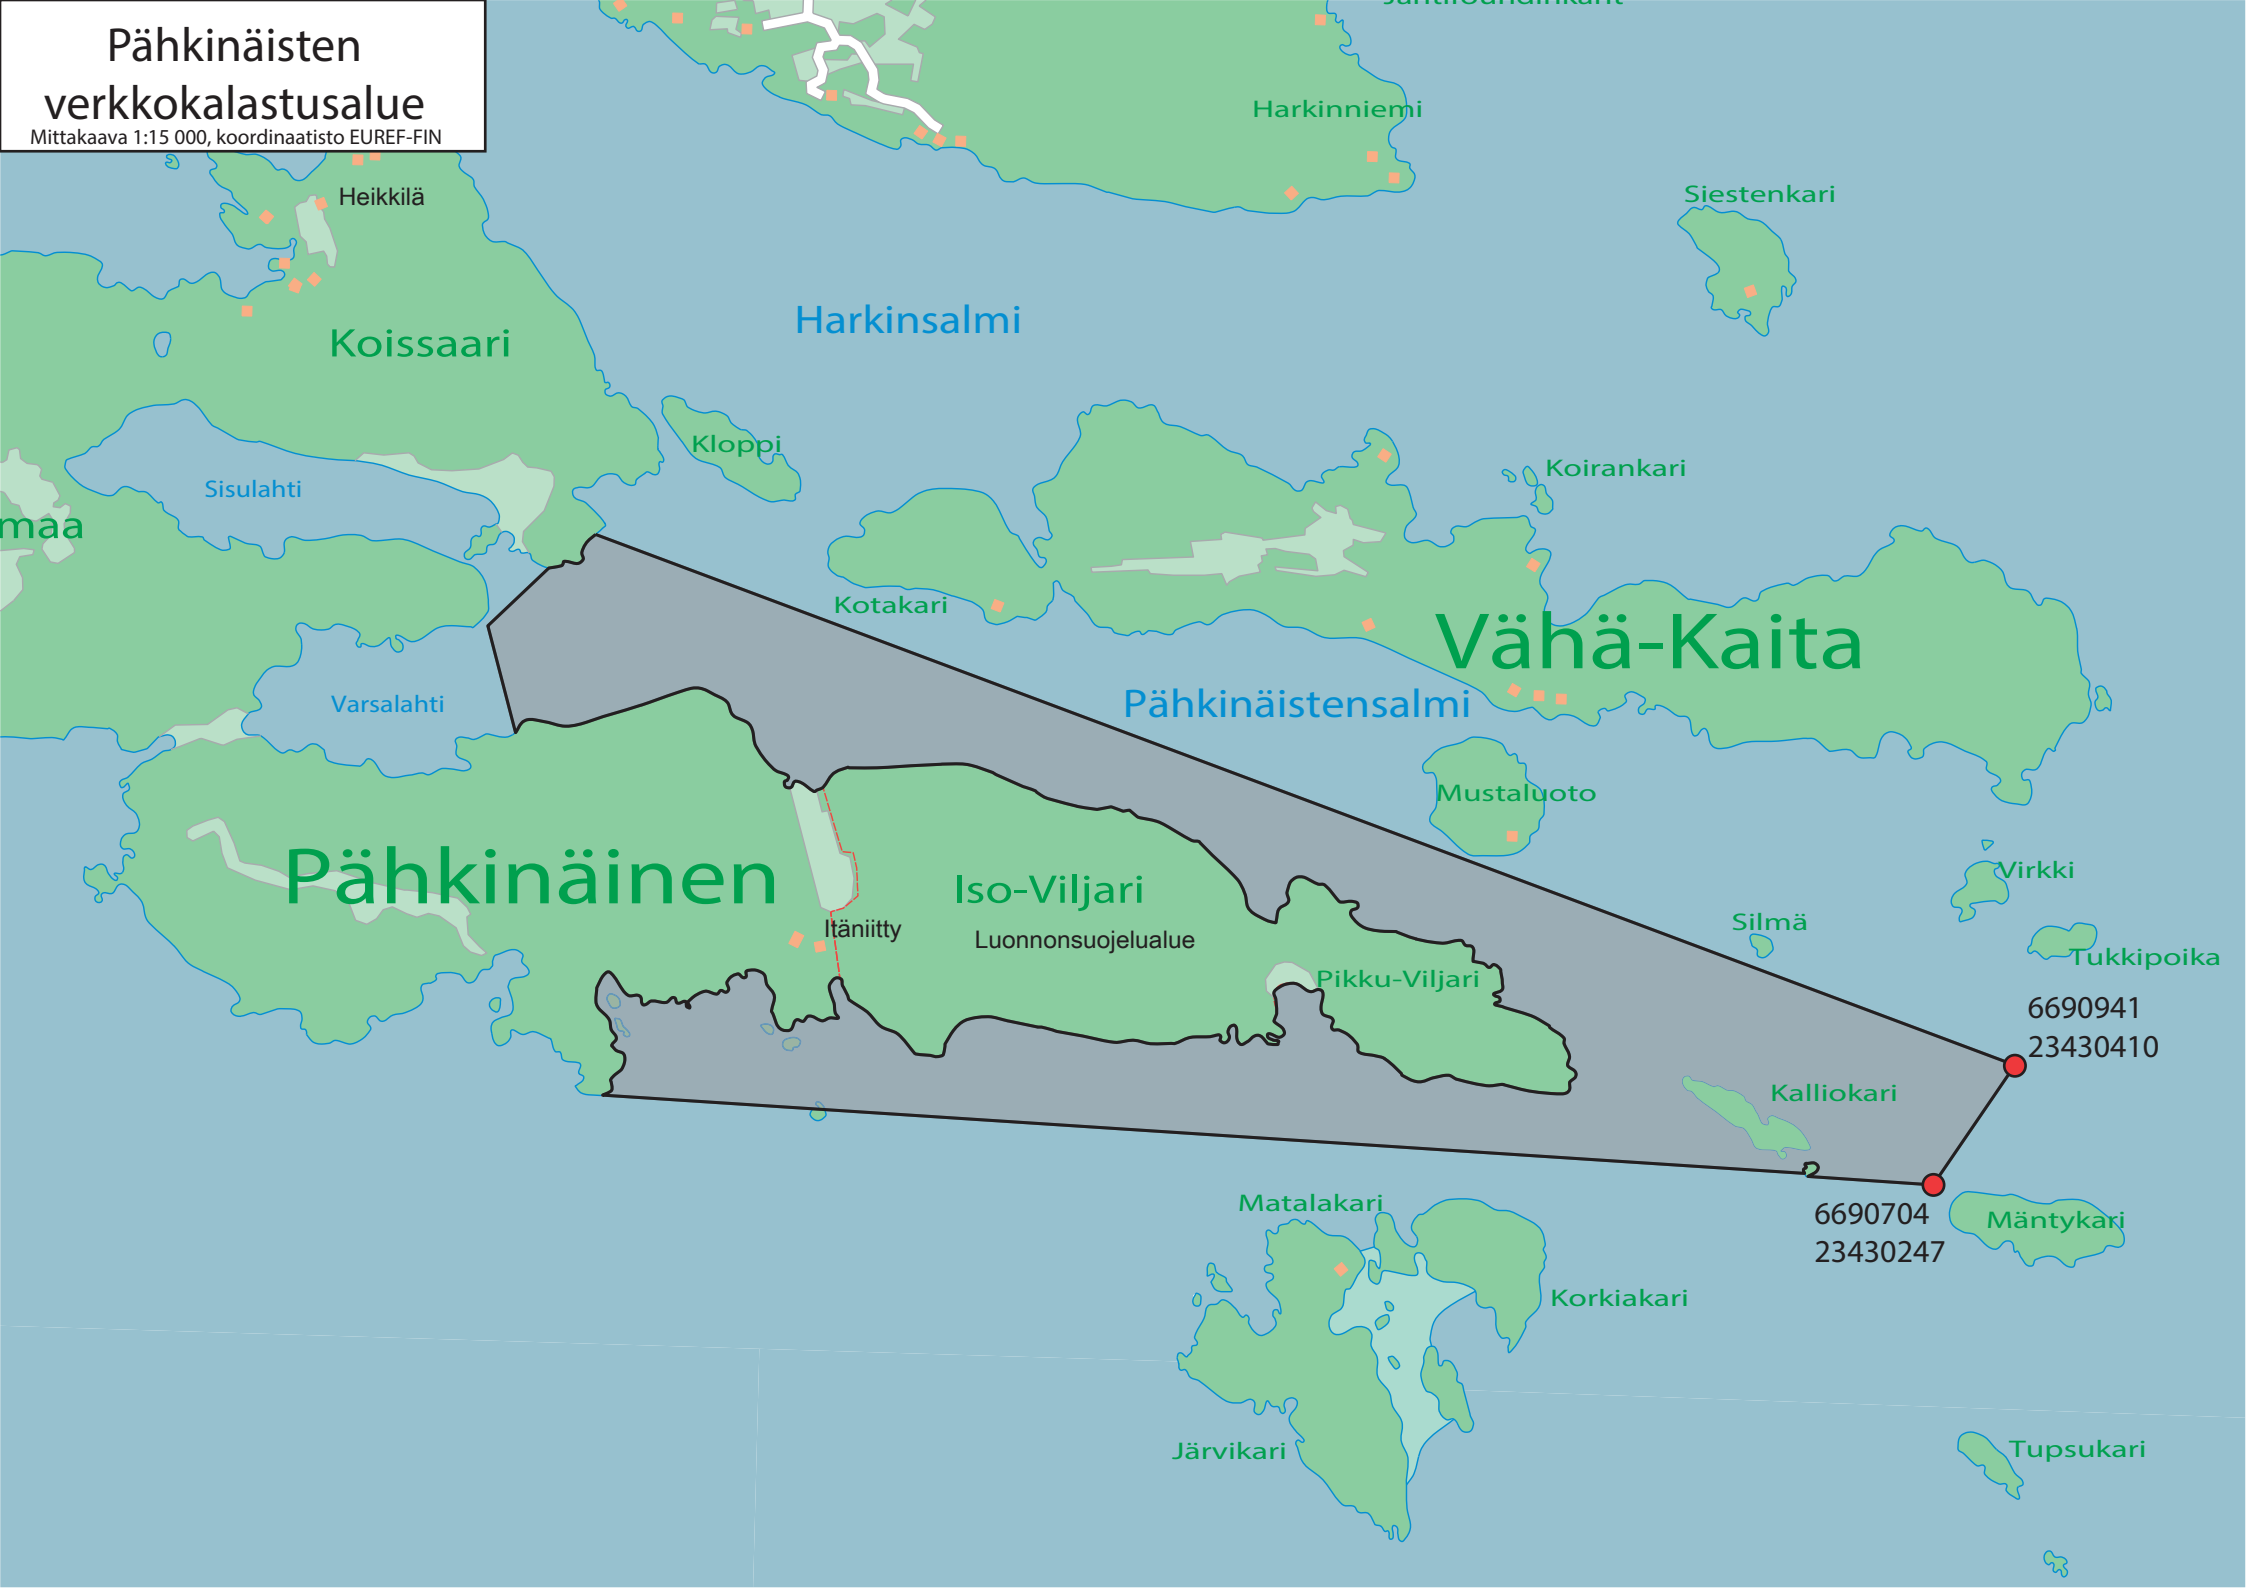 Pähkinäisten
verkkokalastusalue
Mittakaava 1:15 000, koordinaatisto EUREF-FIN
Harkinniemi
Heikkilä
Siestenkari
Harkinsalmi
Koissaari
Kloppi
Koirankari
Sisulahti
maa
Kotakari
Vähä-Kaita
Varsalahti
Pähkinäistensalmi
Mustaluoto
Pähkinäinen
Iso-Viljari
Virkki
Silmä
Itäniitty
Luonnonsuojelualue
Tukkipoika
Pikku-Viljari
6690941
23430410
Kalliokari
Matalakari
6690704
23430247
Mäntykari
Korkiakari
Järvikari
Tupsukari